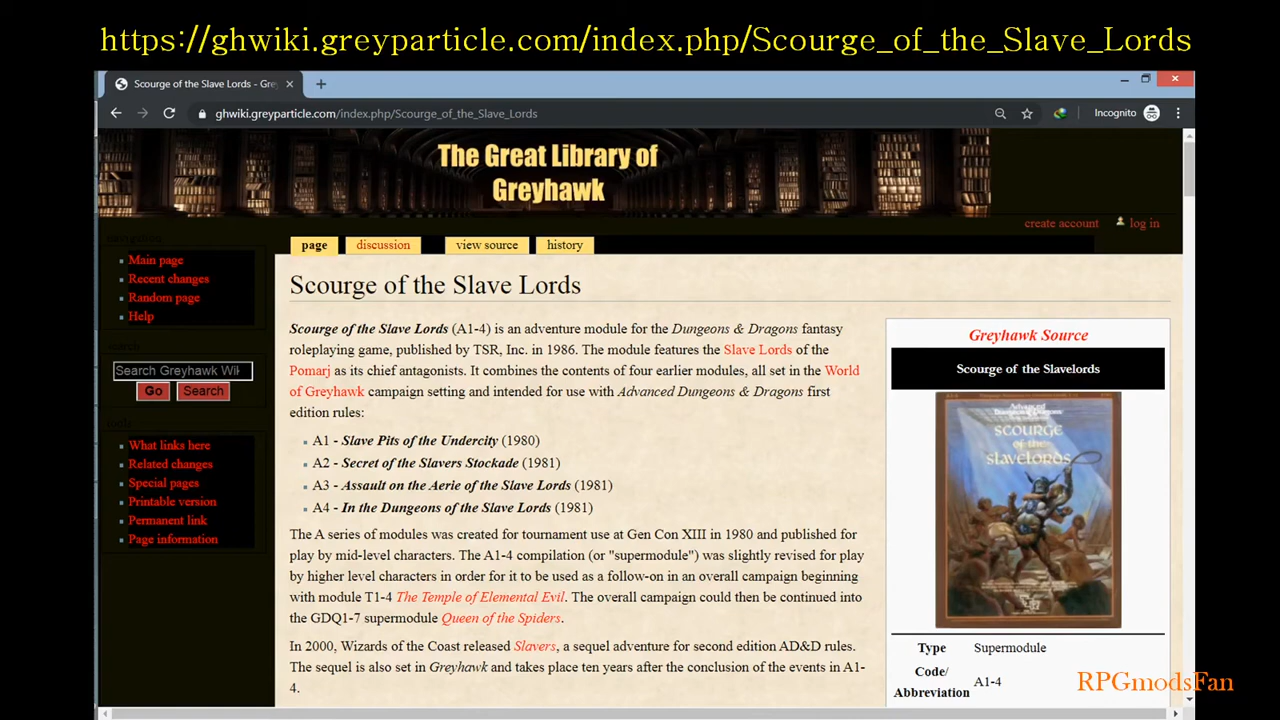 https://ghwiki.greyparticle.com/index.php/Scourge_of_the_Slave_Lords
Scourge of the Slave Lords - Gre
ghwiki.greyparticle.com/index.php/Scourge_of_the_Slave_Lords
Incognito
The Great Library of
Greyhawk
create account
log in
navigation
page
discussion
view source
history
Main page
Recent changes
Random page
Help
search
Search Greyhawk Wiki
Go
Search
tools
What links here
Related changes
Special pages
Printable version
Permanent link
Page information
Scourge of the Slave Lords
Scourge of the Slave Lords (A1-4) is an adventure module for the Dungeons & Dragons fantasy
roleplaying game, published by TSR, Inc. in 1986. The module features the Slave Lords of the
Pomarj as its chief antagonists. It combines the contents of four earlier modules, all set in the World
of Greyhawk campaign setting and intended for use with Advanced Dungeons & Dragons first
edition rules:
A1 - Slave Pits of the Undercity (1980)
A2 - Secret of the Slavers Stockade (1981)
A3 - Assault on the Aerie of the Slave Lords (1981)
A4 - In the Dungeons of the Slave Lords (1981)
The A series of modules was created for tournament use at Gen Con XIII in 1980 and published for
play by mid-level characters. The A1-4 compilation (or "supermodule") was slightly revised for play
by higher level characters in order for it to be used as a follow-on in an overall campaign beginning
with module T1-4 The Temple of Elemental Evil. The overall campaign could then be continued into
the GDQ1-7 supermodule Queen of the Spiders.
In 2000, Wizards of the Coast released Slavers, a sequel adventure for second edition AD&D rules.
The sequel is also set in Greyhawk and takes place ten years after the conclusion of the events in A1-
4.
Greyhawk Source
Scourge of the Slavelords
Advanced
Dungeons & Dragons
SCOURGE
of the
slavelords
Type
Supermodule
Code/
Abbreviation
A1-4
RPGmodsFan